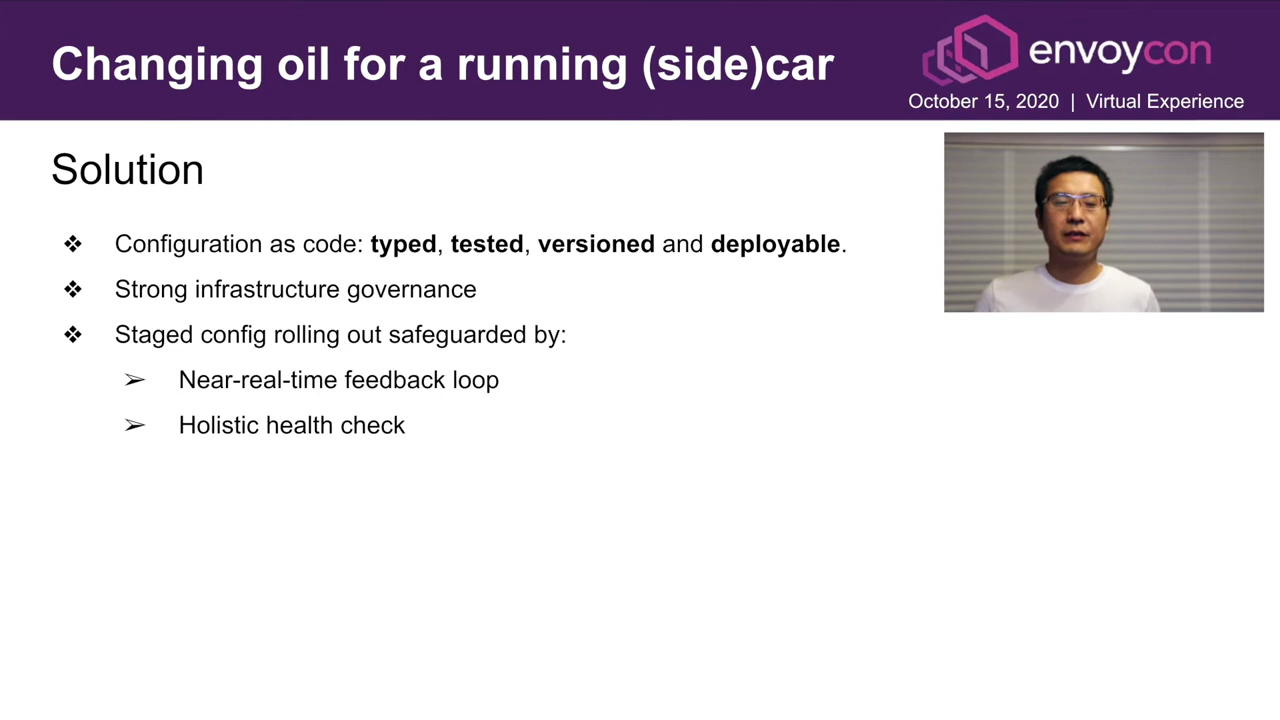 Changing oil for a running (side)car
envoycon
October 15, 2020 | Virtual Experience
Solution
❖ Configuration as code: typed, tested, versioned and deployable.
❖ Strong infrastructure governance
❖ Staged config rolling out safeguarded by:
➢ Near-real-time feedback loop
➢ Holistic health check